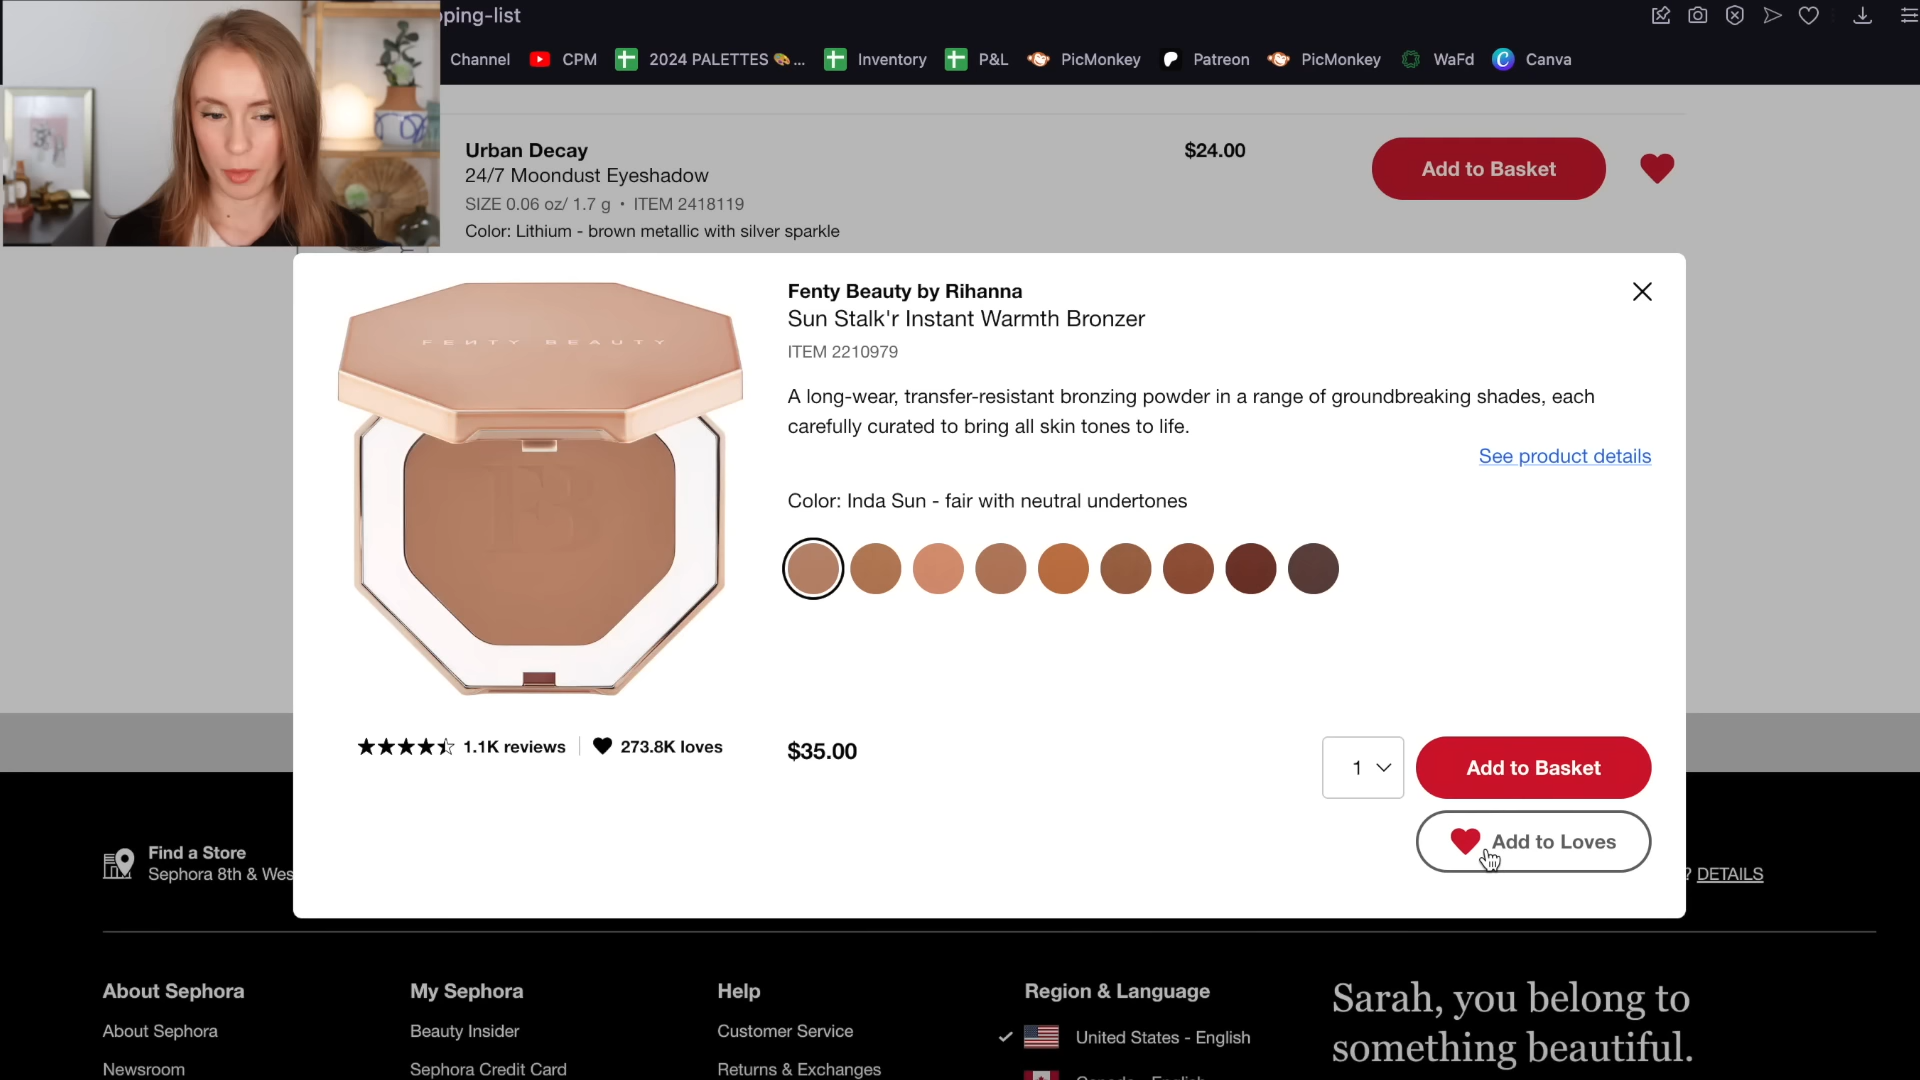 pping-list
Channel CPM 2024 PALETTES 🎨... Inventory P&L PicMonkey Patreon PicMonkey WaFd Canva
Urban Decay
24/7 Moondust Eyeshadow
SIZE 0.06 oz/ 1.7 g • ITEM 2418119
Color: Lithium - brown metallic with silver sparkle
$24.00
Add to Basket
FENTY BEAUTY
FB
Fenty Beauty by Rihanna
Sun Stalk'r Instant Warmth Bronzer
ITEM 2210979
A long-wear, transfer-resistant bronzing powder in a range of groundbreaking shades, each
carefully curated to bring all skin tones to life.
See product details
Color: Inda Sun - fair with neutral undertones
1.1K reviews 273.8K loves
$35.00
1
Add to Basket
Add to Loves
Find a Store
Sephora 8th & Wes
? DETAILS
About Sephora
About Sephora
Newsroom
My Sephora
Beauty Insider
Sephora Credit Card
Help
Customer Service
Returns & Exchanges
Region & Language
United States - English
Canada - English
Sarah, you belong to
something beautiful.